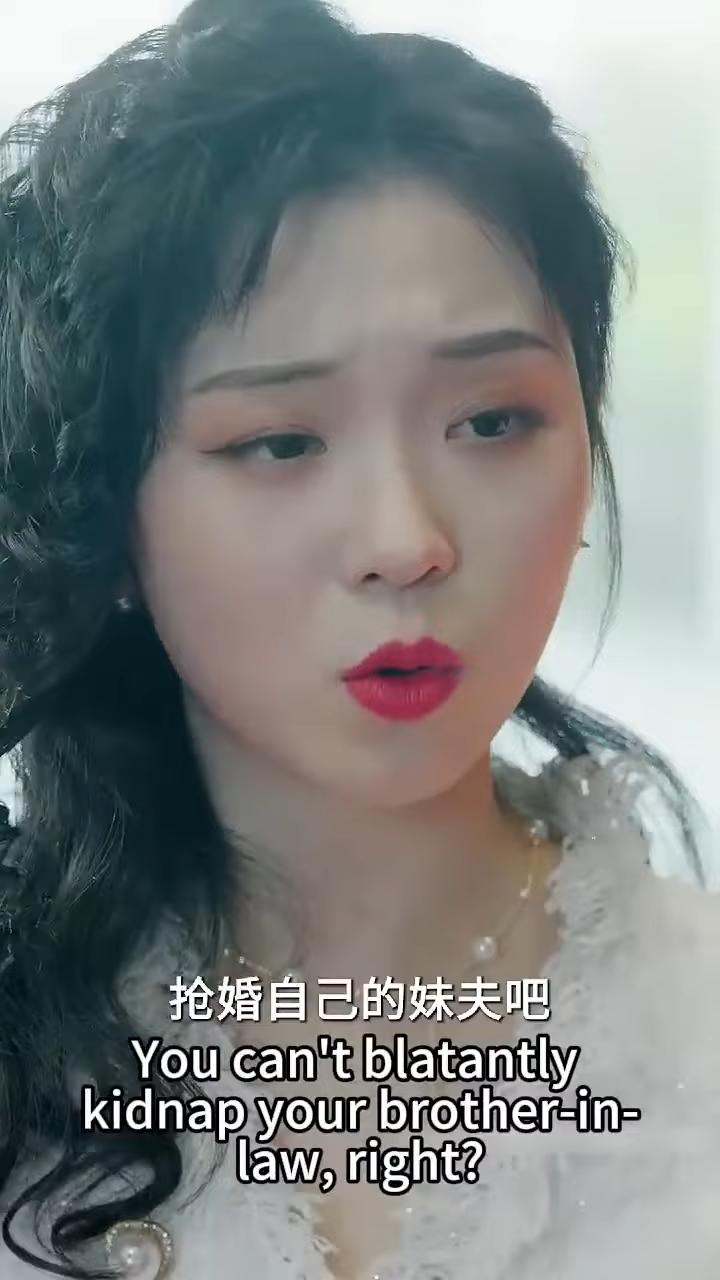 抢婚自己的妹夫吧
You can't blatantly
kidnap your brother-in-
law, right?